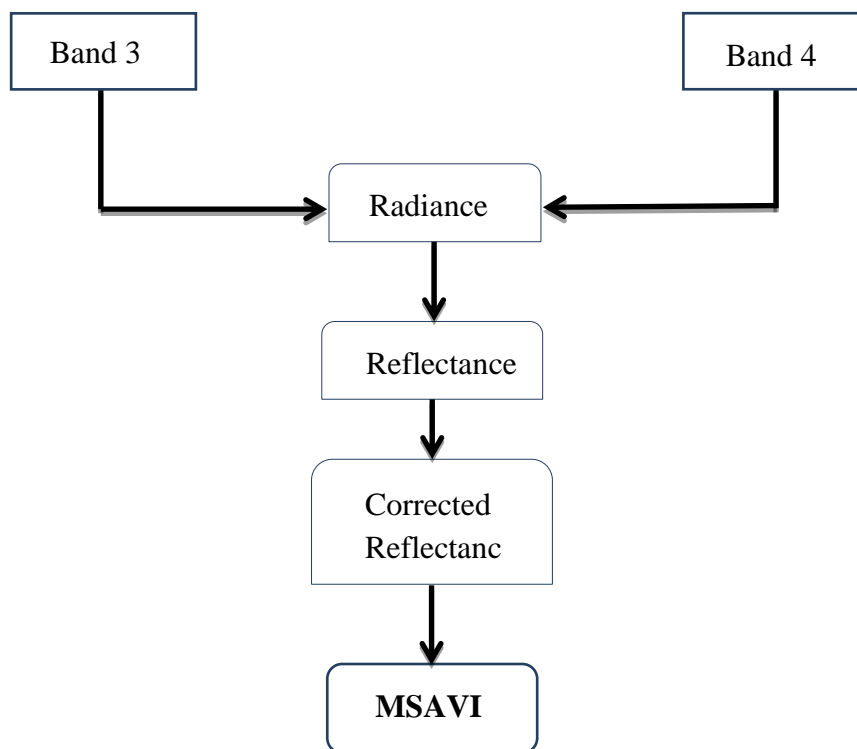 Band 3
Band 4
Radiance
Reflectance
Corrected
Reflectanc
MSAVI